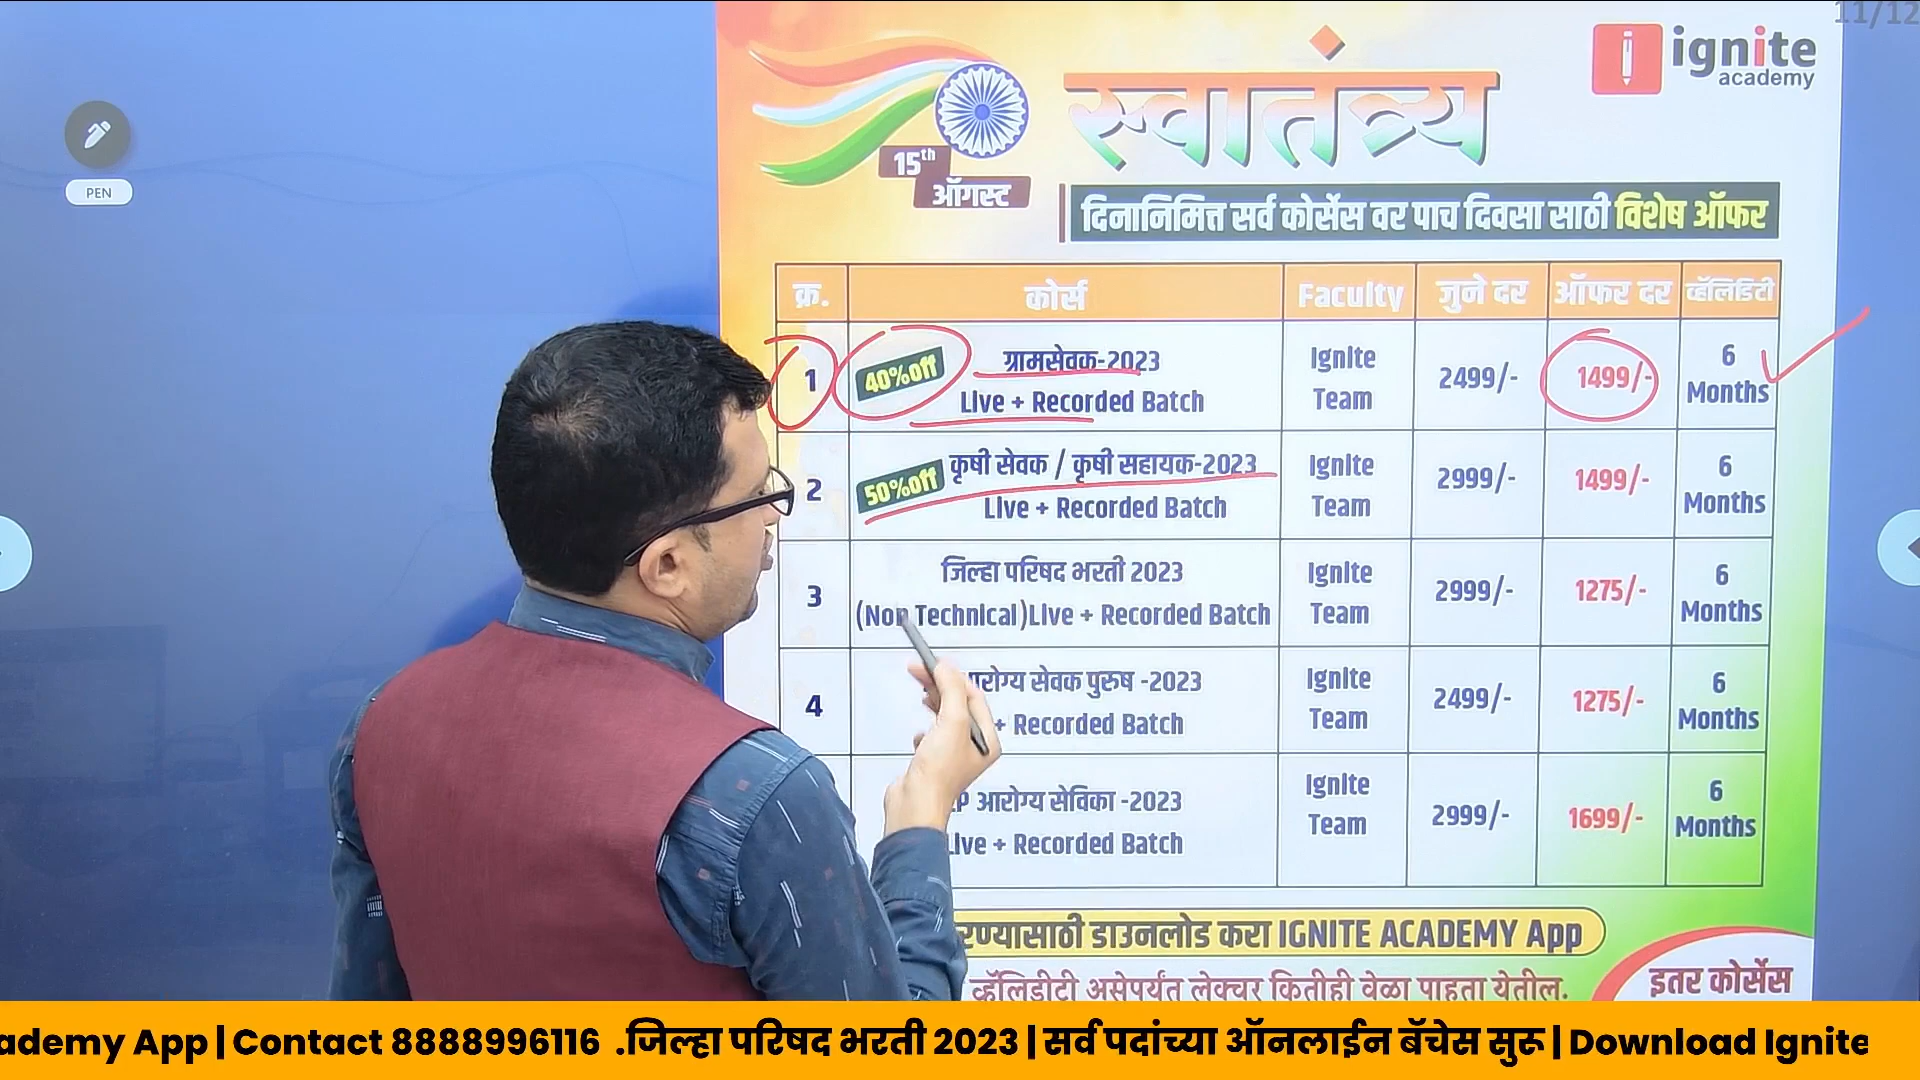 11/12
ignite
academy
PEN
15th
ऑगस्ट
स्वातंत्र्य
दिनानिमित्त सर्व कोर्सेस वर पाच दिवसा साठी विशेष ऑफर
क्र. कोर्स Faculty जुने दर ऑफर दर व्हॅलिडिटी
1 40%off ग्रामसेवक-2023 Live + Recorded Batch Ignite Team 2499/- 1499/- 6 Months
2 50%off कृषी सेवक / कृषी सहायक-2023 Live + Recorded Batch Ignite Team 2999/- 1499/- 6 Months
3 जिल्हा परिषद भरती 2023 (Non Technical)Live + Recorded Batch Ignite Team 2999/- 1275/- 6 Months
4 सेवक पुरुष -2023 + Recorded Batch Ignite Team 2499/- 1275/- 6 Months
आरोग्य सेविका -2023 Live + Recorded Batch Ignite Team 2999/- 1699/- 6 Months
डाउनलोड करा IGNITE ACADEMY App
व्हॅलिडीटी असेपर्यंत लेक्चर कितीही वेळा पाहता येतील.
इतर कोर्सेस
ademy App | Contact 8888996116 .जिल्हा परिषद भरती 2023 | सर्व पदांच्या ऑनलाईन बॅचेस सुरू | Download Ignite